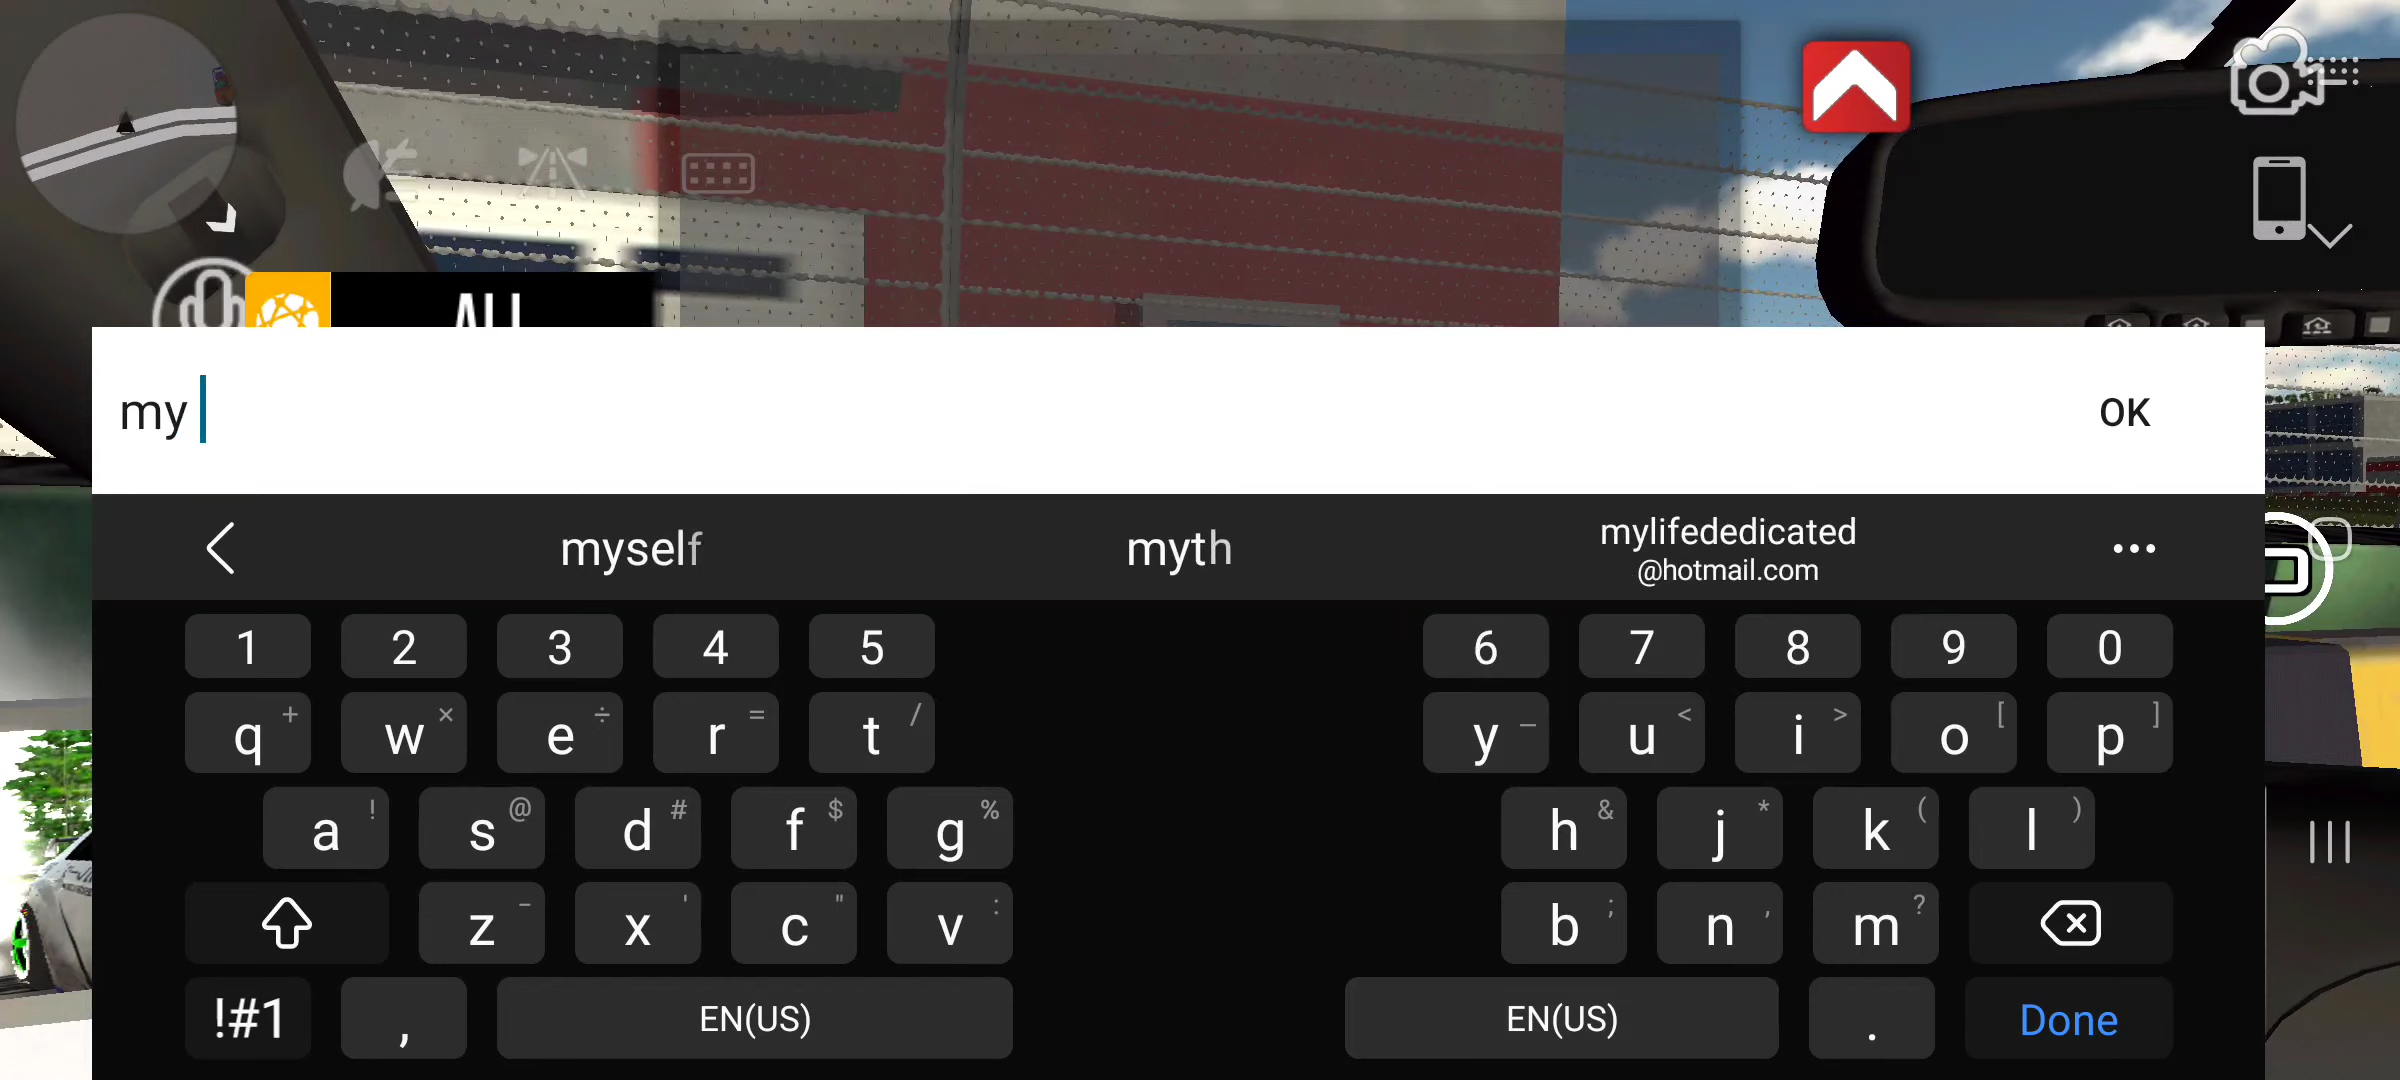 ALL
my
OK
myself
myth
mylifededicated
@hotmail.com
1 2 3 4 5 6 7 8 9 0
q + w × e ÷ r = t / y _ u < i > o [ p ]
a ! s @ d # f $ g % h & j * k ( l )
z - x ' c " v : b ; n , m ?
!#1 , EN(US) EN(US) . Done